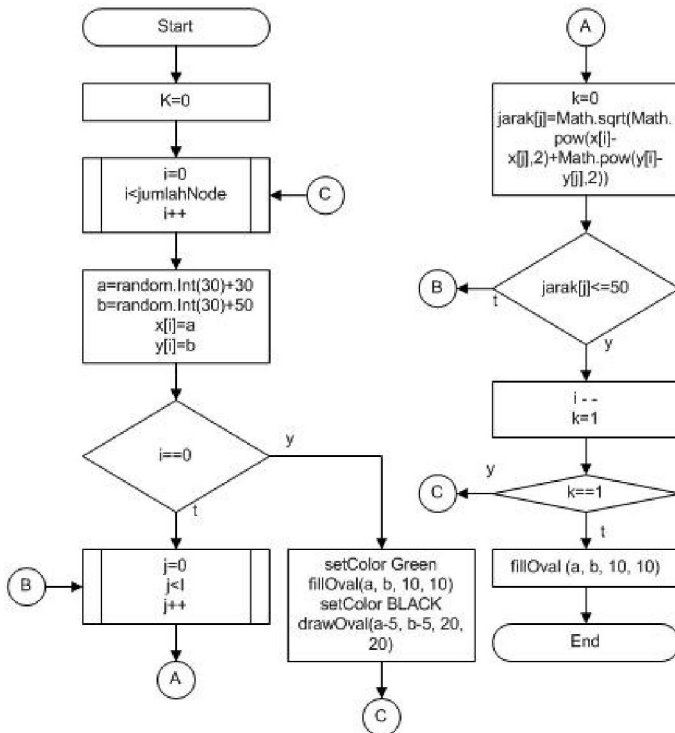 Start
K=0
i=0
i<jumlahNode
i++
C
a=random.Int(30)+30
b=random.Int(30)+50
x[i]=a
y[i]=b
i==0
y
t
B
j=0
j<I
j++
A
setColor Green
fillOval(a, b, 10, 10)
setColor BLACK
drawOval(a-5, b-5, 20,
20)
C
A
k=0
jarak[j]=Math.sqrt(Math.
pow(x[i]-
x[j],2)+Math.pow(y[i]-
y[j],2))
B
t
jarak[j]<=50
y
i - -
k=1
C
y
k==1
t
fillOval (a, b, 10, 10)
End